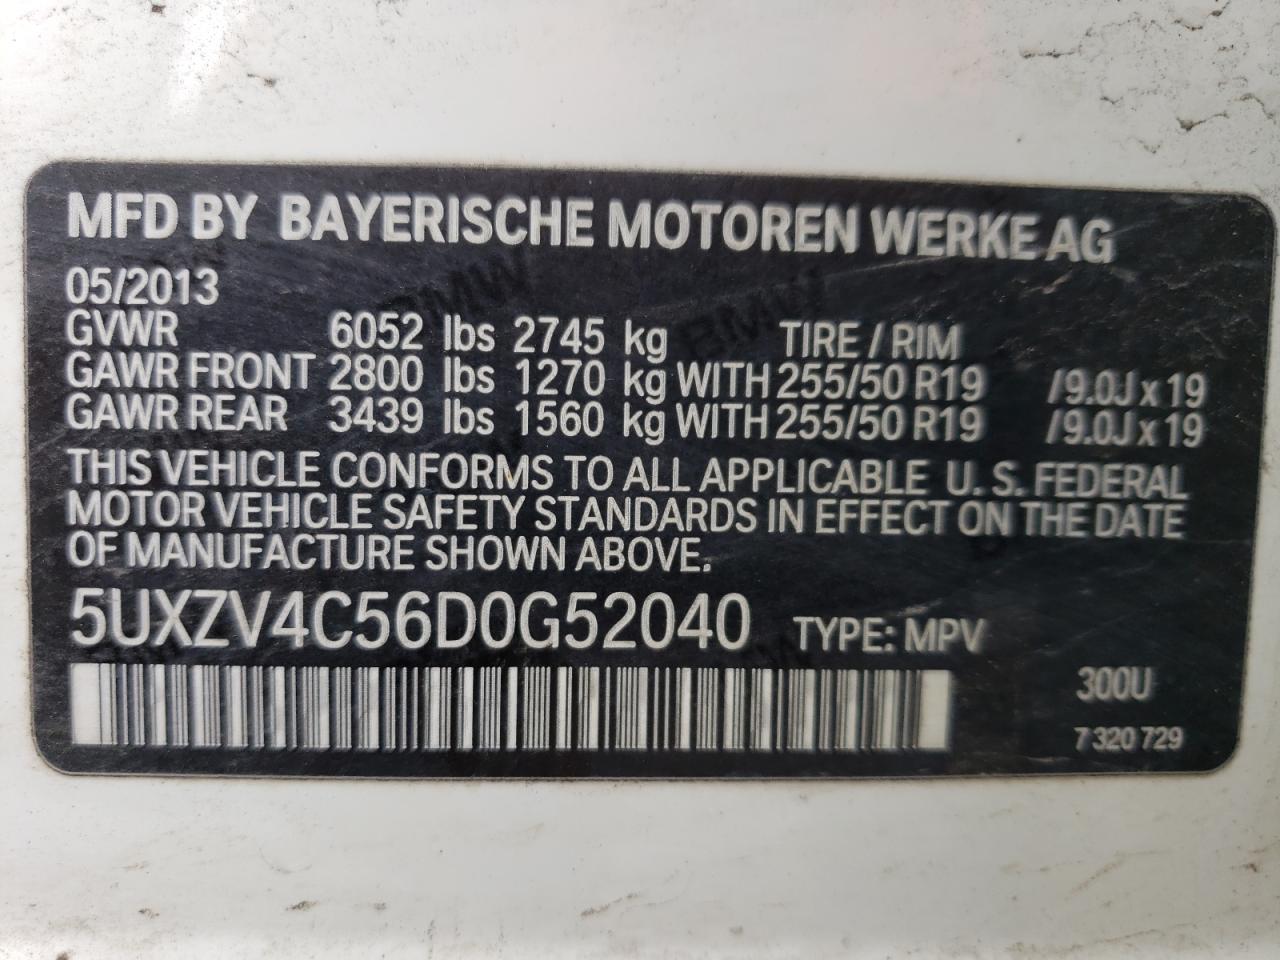 MFD BY BAYERISCHE MOTOREN WERKE AG
05/2013
GVWR 6052 lbs 2745 kg TIRE / RIM
GAWR FRONT 2800 lbs 1270 kg WITH 255/50 R19 /9.0J x 19
GAWR REAR 3439 lbs 1560 kg WITH 255/50 R19 /9.0J x 19
THIS VEHICLE CONFORMS TO ALL APPLICABLE U. S. FEDERAL
MOTOR VEHICLE SAFETY STANDARDS IN EFFECT ON THE DATE
OF MANUFACTURE SHOWN ABOVE.
5UXZV4C56D0G52040 TYPE: MPV
300U
7 320 729
BMW
BMW